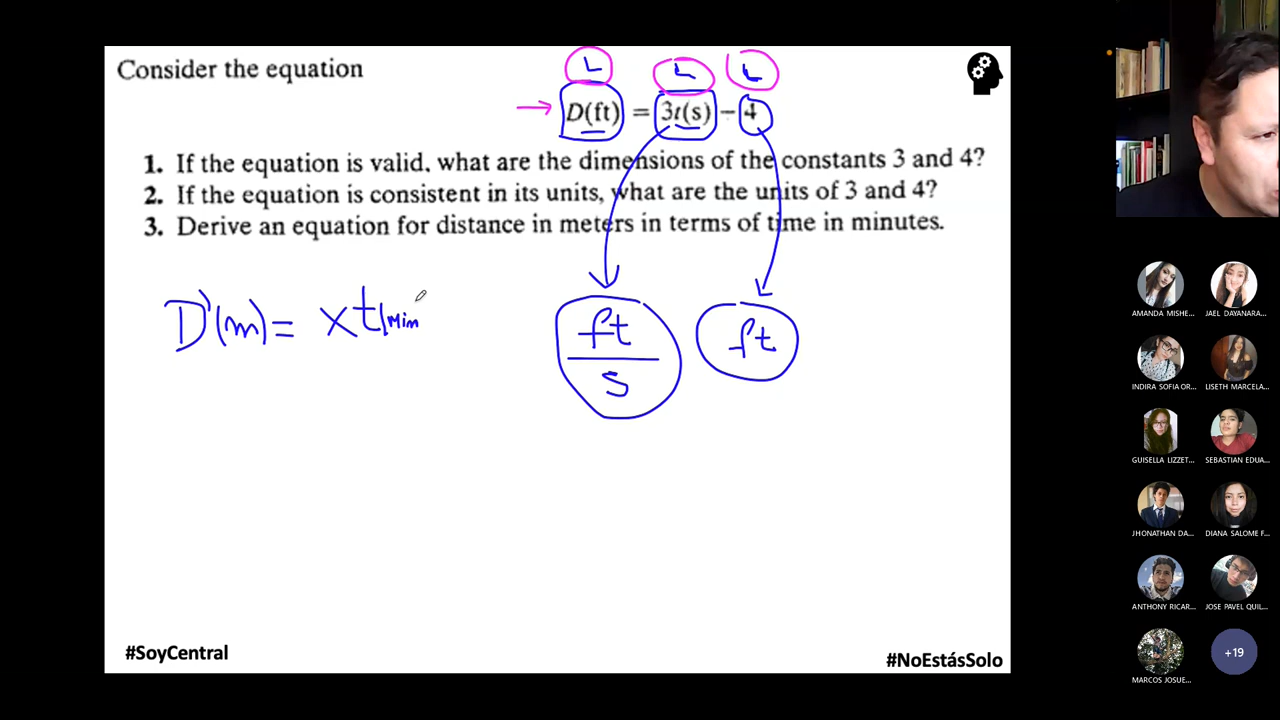 L L L
Consider the equation
→ D(ft) = 3t(s) − 4
1. If the equation is valid, what are the dimensions of the constants 3 and 4?
2. If the equation is consistent in its units, what are the units of 3 and 4?
3. Derive an equation for distance in meters in terms of time in minutes.
D'(m) = xt(min
ft/s ft
#SoyCentral
#NoEstásSolo
AMANDA MISHE...
JAEL DAYANARA...
INDIRA SOFIA OR...
LISETH MARCELA...
GUISELLA LIZZET...
SEBASTIAN EDUA...
JHONATHAN DA...
DIANA SALOME F...
ANTHONY RICAR...
JOSE PAVEL QUIL...
MARCOS JOSUE...
+19